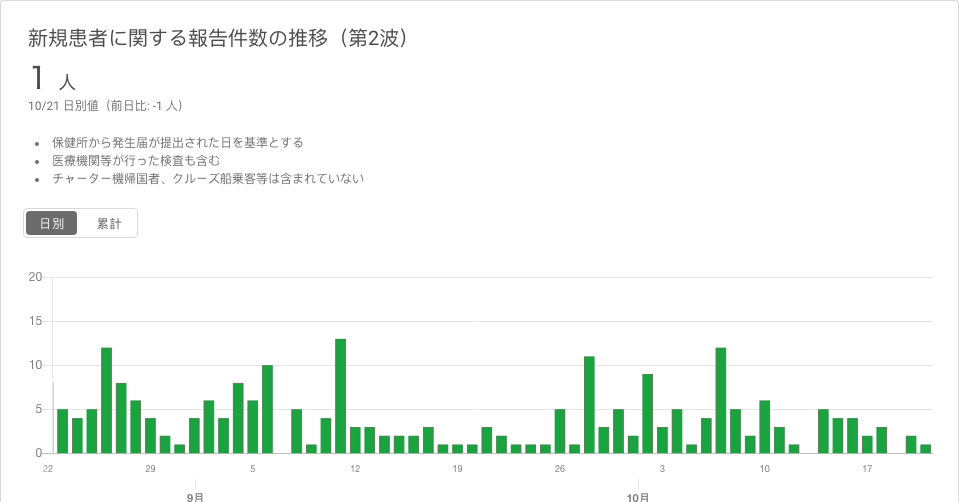 新規患者に関する報告件数の推移（第2波）
1 人
10/21 日別値（前日比: -1 人）
保健所から発生届が提出された日を基準とする
医療機関等が行った検査も含む
チャーター機帰国者、クルーズ船乗客等は含まれていない
日別 累計
20
15
10
5
0
22 29 5 12 19 26 3 10 17
9月 10月